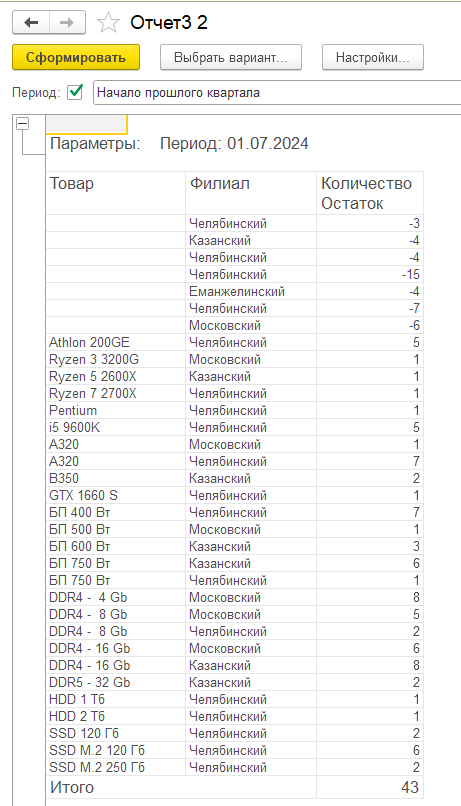 Отчет3 2
Сформировать Выбрать вариант... Настройки...
Период: Начало прошлого квартала
Параметры: Период: 01.07.2024
Товар Филиал Количество
Остаток
Челябинский -3
Казанский -4
Челябинский -4
Челябинский -15
Еманжелинский -4
Челябинский -7
Московский -6
Athlon 200GE Челябинский 5
Ryzen 3 3200G Московский 1
Ryzen 5 2600X Казанский 1
Ryzen 7 2700X Челябинский 1
Pentium Челябинский 1
i5 9600K Челябинский 5
A320 Московский 1
A320 Челябинский 7
B350 Казанский 2
GTX 1660 S Челябинский 1
БП 400 Вт Челябинский 7
БП 500 Вт Московский 1
БП 600 Вт Казанский 3
БП 750 Вт Казанский 6
БП 750 Вт Челябинский 1
DDR4 - 4 Gb Московский 8
DDR4 - 8 Gb Московский 5
DDR4 - 8 Gb Челябинский 2
DDR4 - 16 Gb Московский 6
DDR4 - 16 Gb Казанский 8
DDR5 - 32 Gb Казанский 2
HDD 1 Тб Челябинский 1
HDD 2 Тб Челябинский 1
SSD 120 Гб Челябинский 2
SSD M.2 120 Гб Челябинский 6
SSD M.2 250 Гб Челябинский 2
Итого 43